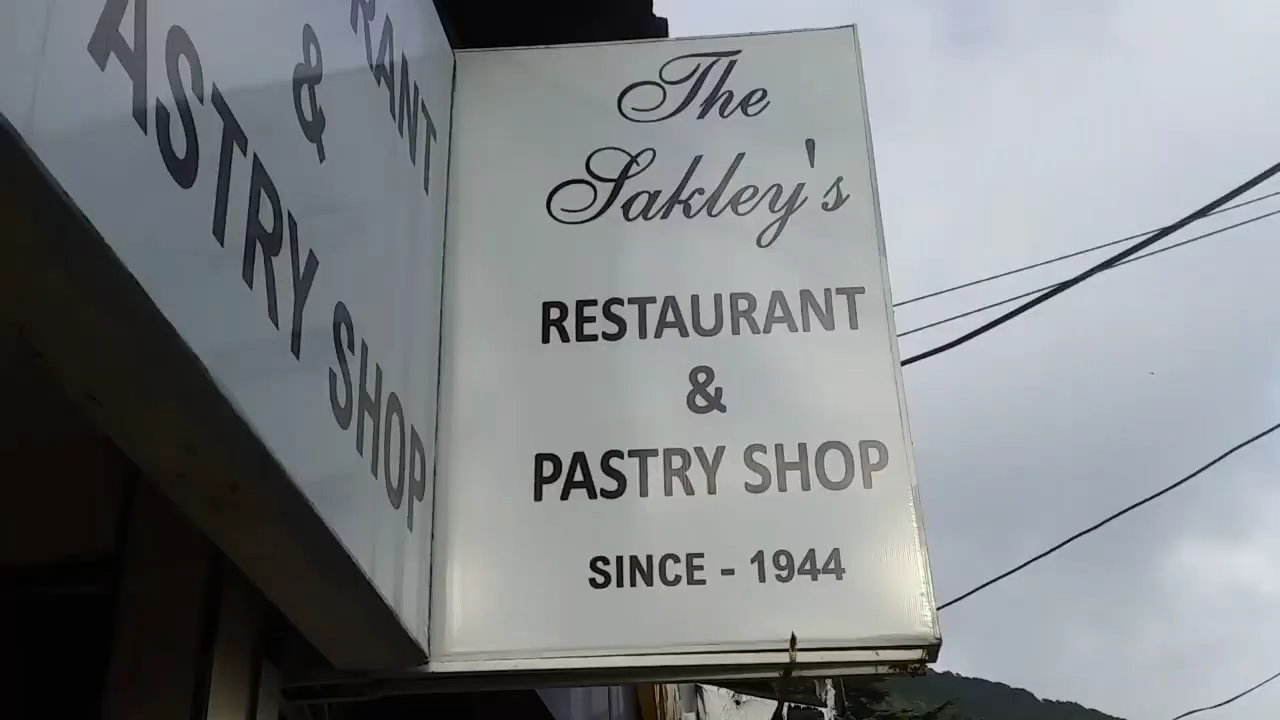 The
Sakley's
RESTAURANT
&
PASTRY SHOP
SINCE - 1944
RANT
&
ASTRY SHOP